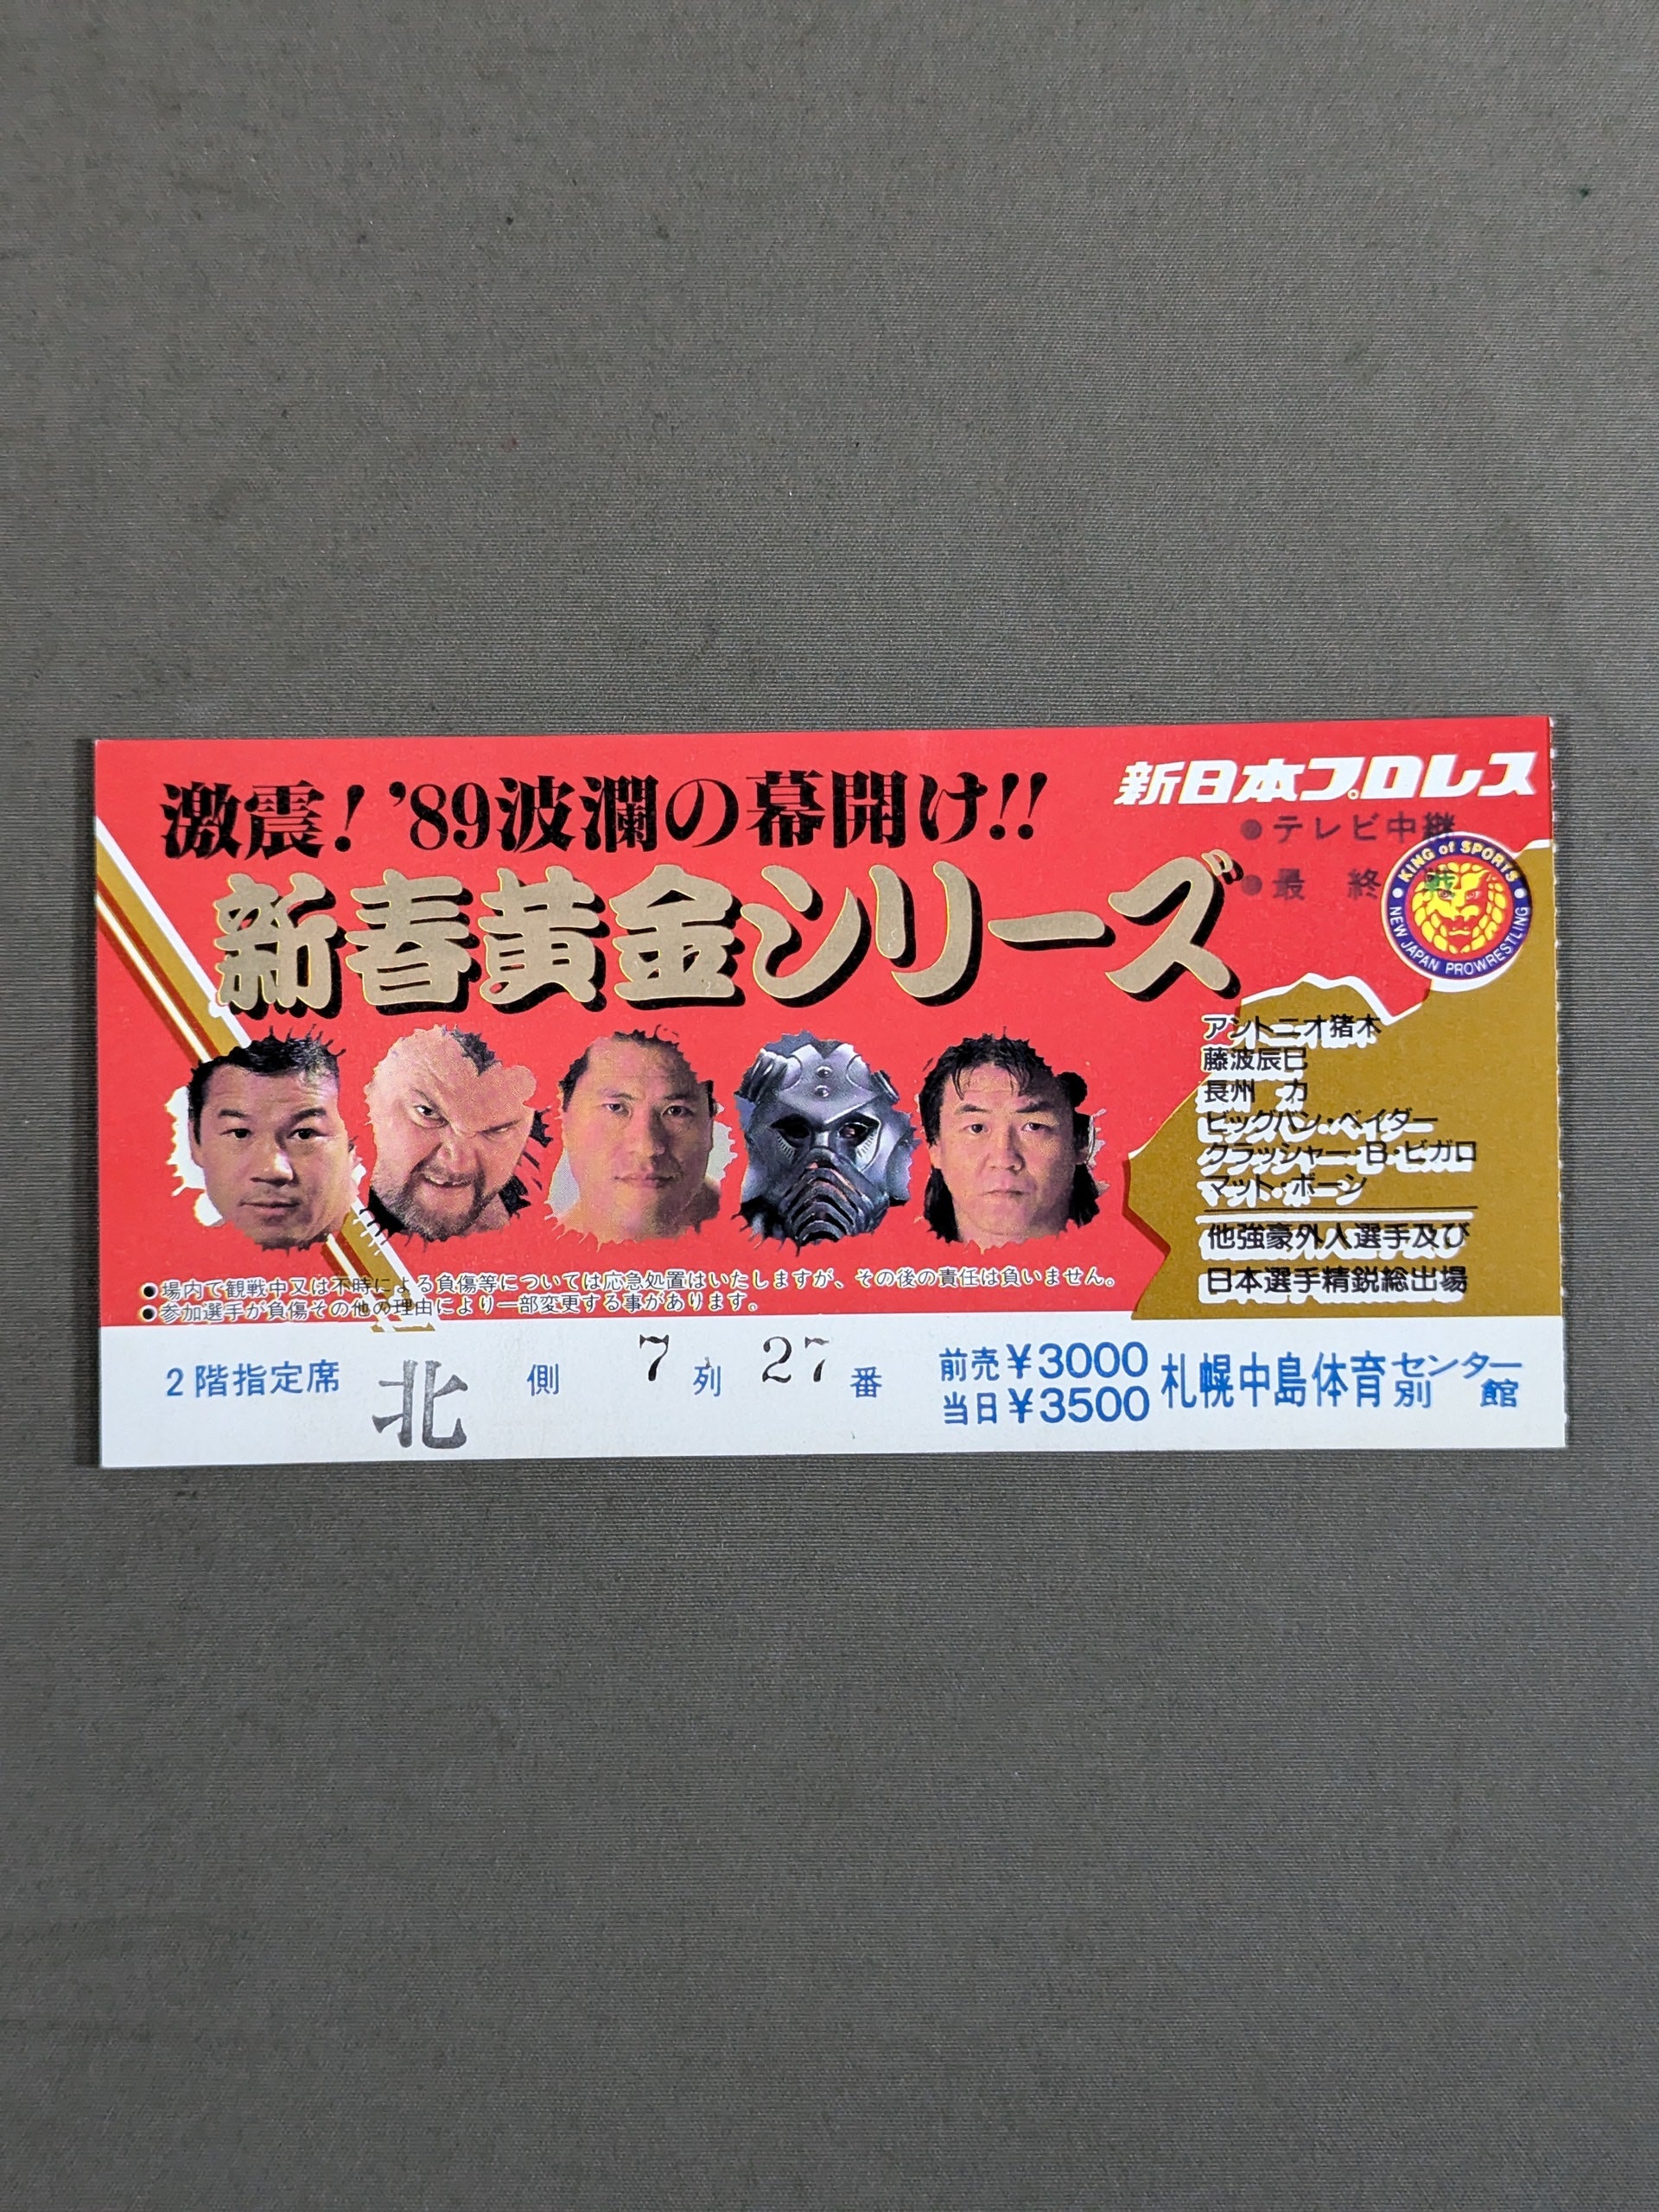 激震！'89波瀾の幕開け!!
新日本プロレス
●テレビ中継
●最終戦
新春黄金シリーズ
KING of SPORTS
NEW JAPAN PROWRESTLING
アントニオ猪木
藤波辰巳
長州 力
ビッグバン・ベイダー
クラッシャー・B・ビガロ
マット・ボーン
他強豪外人選手及び
日本選手精鋭総出場
●場内で観戦中又は不時による負傷等については応急処置はいたしますが、その後の責任は負いません。
●参加選手が負傷その他の理由により一部変更する事があります。
2階指定席 北 側 7 列 27 番
前売￥3000
当日￥3500
札幌中島体育センター別館